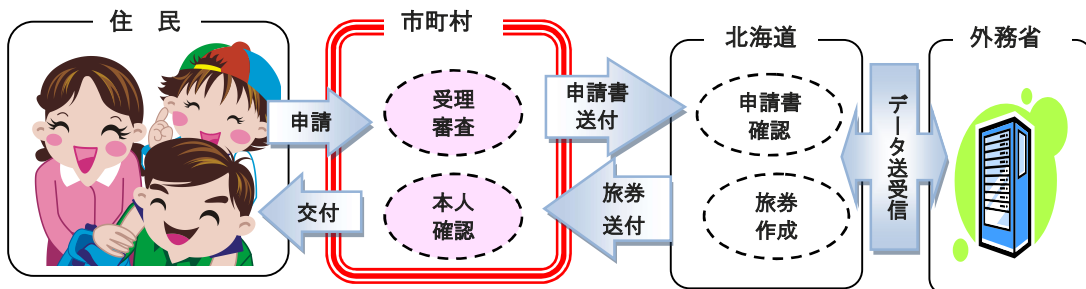 住　民
市町村
北海道
外務省
申請
受理
審査
申請書
送付
申請書
確認
データ送受信
交付
本人
確認
旅券
送付
旅券
作成